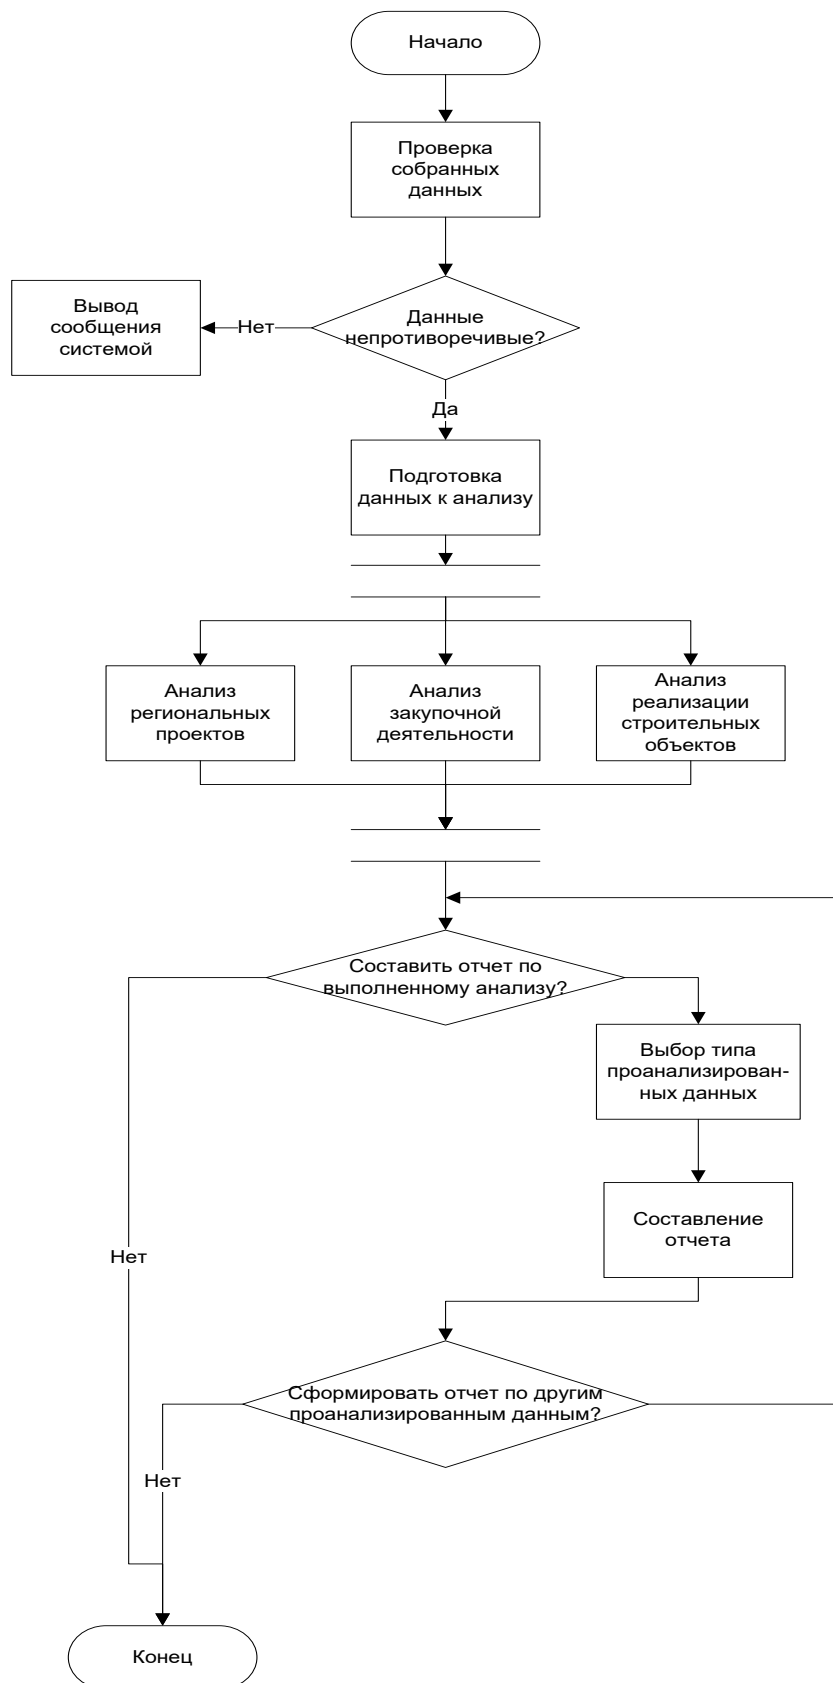 Начало
Проверка
собранных
данных
Данные
непротиворечивые?
Нет
Вывод
сообщения
системой
Да
Подготовка
данных к анализу
Анализ
региональных
проектов
Анализ
закупочной
деятельности
Анализ
реализации
строительных
объектов
Составить отчет по
выполненному анализу?
Выбор типа
проанализирован-
ных данных
Составление
отчета
Нет
Сформировать отчет по другим
проанализированным данным?
Нет
Конец